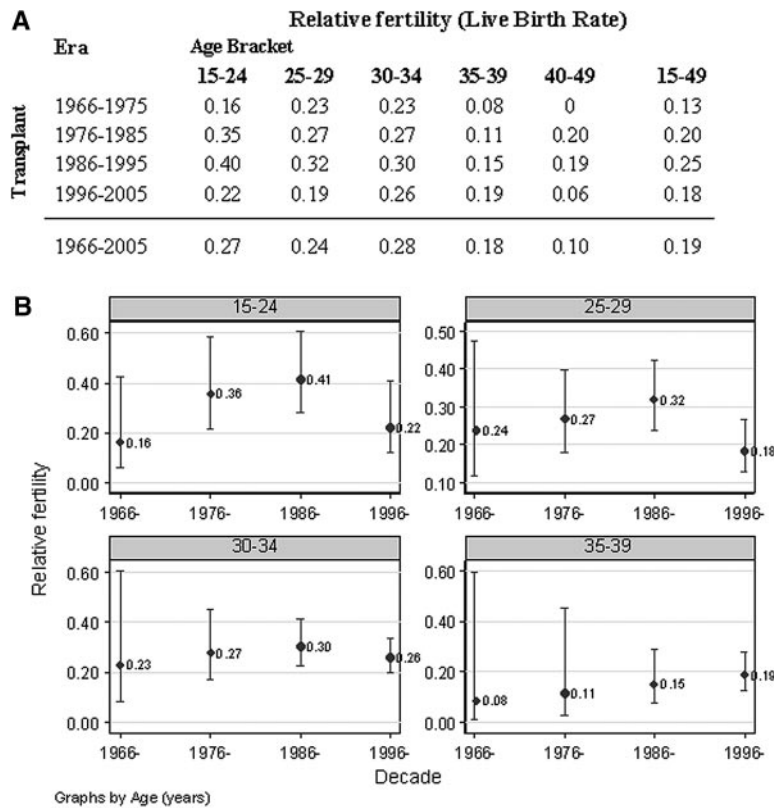 A
Relative fertility (Live Birth Rate)
Era Age Bracket
15-24 25-29 30-34 35-39 40-49 15-49
Transplant
1966-1975 0.16 0.23 0.23 0.08 0 0.13
1976-1985 0.35 0.27 0.27 0.11 0.20 0.20
1986-1995 0.40 0.32 0.30 0.15 0.19 0.25
1996-2005 0.22 0.19 0.26 0.19 0.06 0.18
1966-2005 0.27 0.24 0.28 0.18 0.10 0.19
B
Relative fertility
15-24
0.60
0.40
0.20
0.00
0.16
0.36
0.41
0.22
1966- 1976- 1986- 1996-
25-29
0.50
0.40
0.30
0.20
0.10
0.24
0.27
0.32
0.18
1966- 1976- 1986- 1996-
30-34
0.60
0.40
0.20
0.00
0.23
0.27
0.30
0.26
1966- 1976- 1986- 1996-
35-39
0.60
0.40
0.20
0.00
0.08
0.11
0.15
0.19
1966- 1976- 1986- 1996-
Decade
Graphs by Age (years)